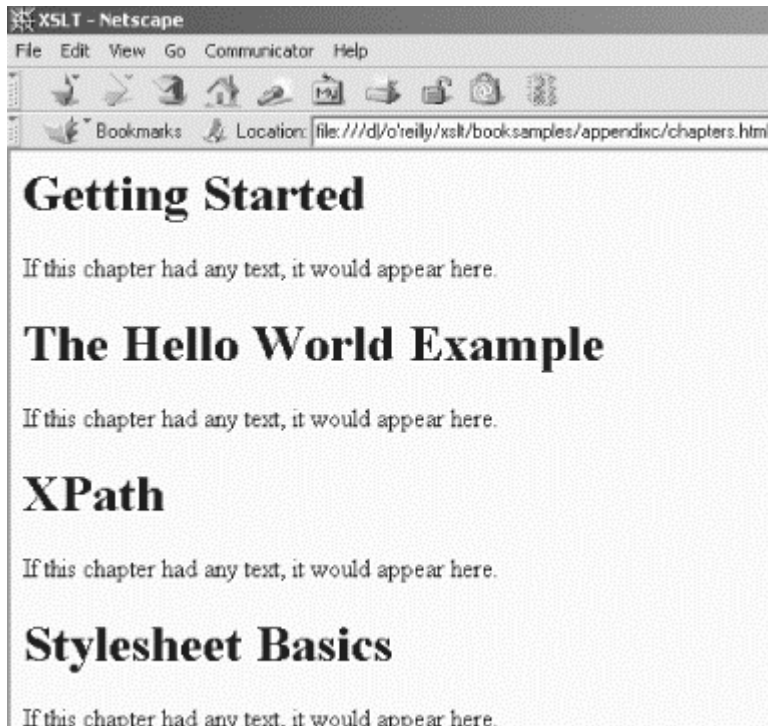 XSLT - Netscape
File Edit View Go Communicator Help
My
Bookmarks Location: file:///d|/o'reilly/xslt/booksamples/appendixc/chapters.html
Getting Started
If this chapter had any text, it would appear here.
The Hello World Example
If this chapter had any text, it would appear here.
XPath
If this chapter had any text, it would appear here.
Stylesheet Basics
If this chapter had any text, it would appear here.